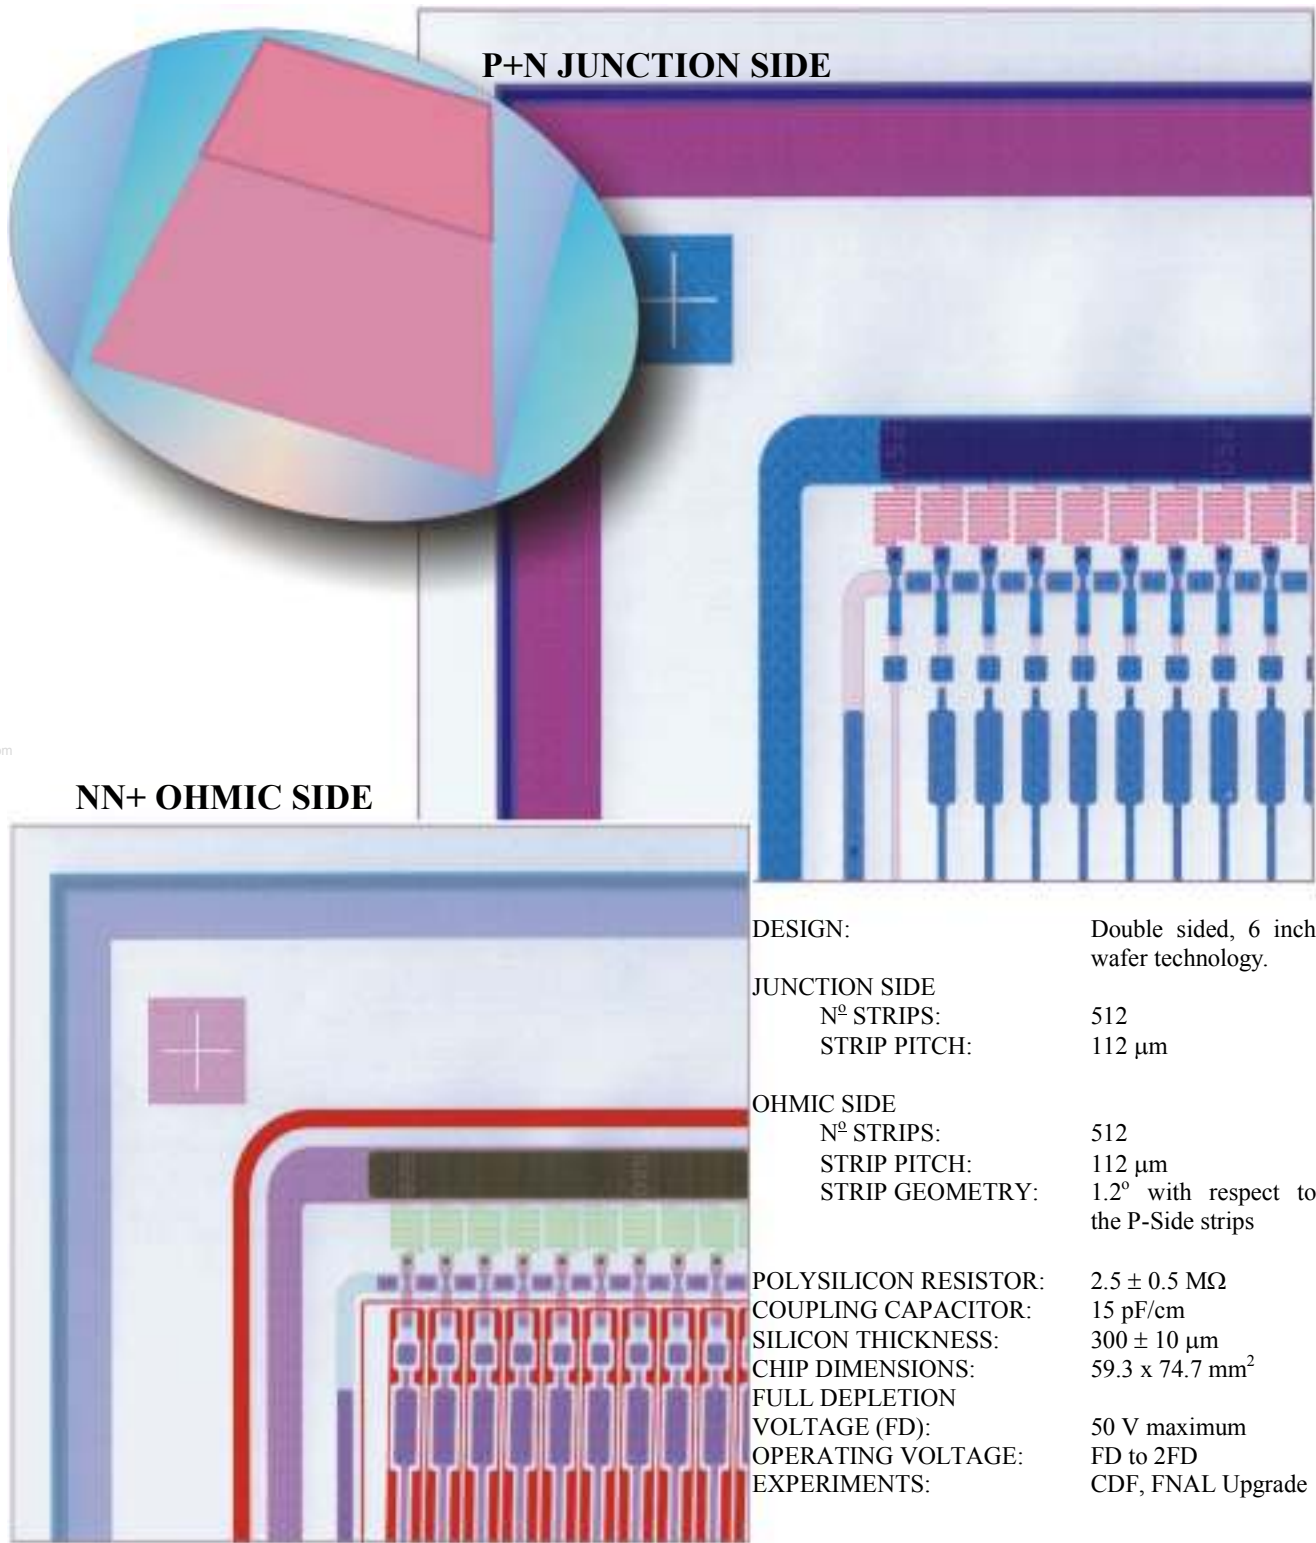 P+N JUNCTION SIDE
om
NN+ OHMIC SIDE
DESIGN: Double sided, 6 inch
wafer technology.
JUNCTION SIDE
Nº STRIPS: 512
STRIP PITCH: 112 µm
OHMIC SIDE
Nº STRIPS: 512
STRIP PITCH: 112 µm
STRIP GEOMETRY: 1.2° with respect to
the P-Side strips
POLYSILICON RESISTOR: 2.5 ± 0.5 MΩ
COUPLING CAPACITOR: 15 pF/cm
SILICON THICKNESS: 300 ± 10 µm
CHIP DIMENSIONS: 59.3 x 74.7 mm²
FULL DEPLETION
VOLTAGE (FD): 50 V maximum
OPERATING VOLTAGE: FD to 2FD
EXPERIMENTS: CDF, FNAL Upgrade